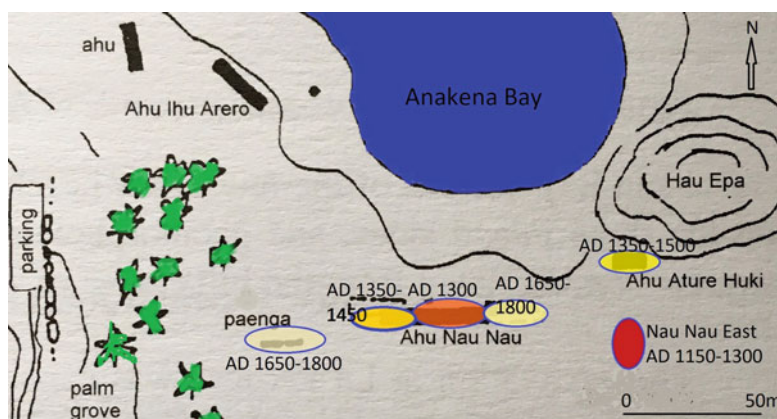 ahu
N
Ahu Ihu Arero
Anakena Bay
Hau Epa
parking
AD 1350-1500
Ahu Ature Huki
AD 1350-
1450
AD 1300
AD 1650-
1800
paenga
Ahu Nau Nau
AD 1650-1800
Nau Nau East
AD 1150-1300
palm
grove
0
50m